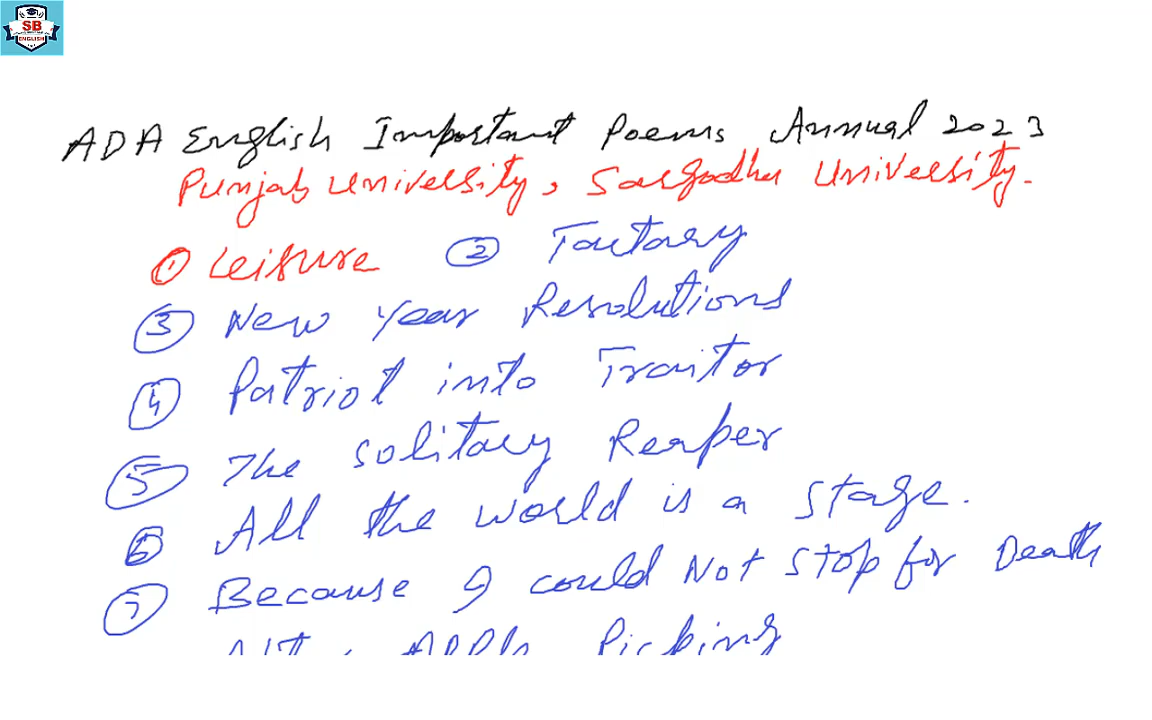 SB
ENGLISH
ADA English Important Poems Annual 2023
Punjab University, Sargodha University.
① Leisure ② Tartary
③ New Year Resolutions
④ Patriot into Traitor
⑤ The Solitary Reaper
⑥ All the world is a stage.
⑦ Because I could Not stop for Death
Apple Picking